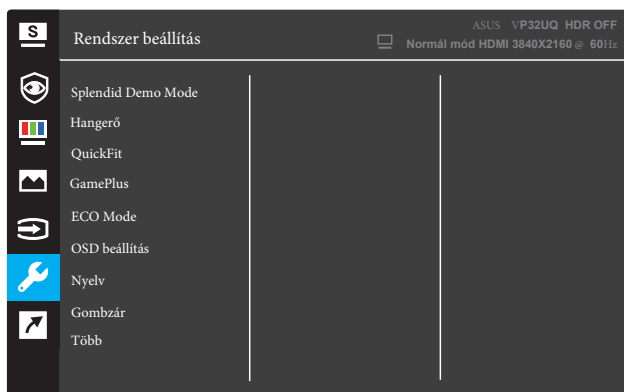 S
Rendszer beállítás
ASUS VP32UQ HDR OFF
Normál mód HDMI 3840X2160 @ 60Hz
Splendid Demo Mode
Hangerő
QuickFit
GamePlus
ECO Mode
OSD beállítás
Nyelv
Gombzár
Több